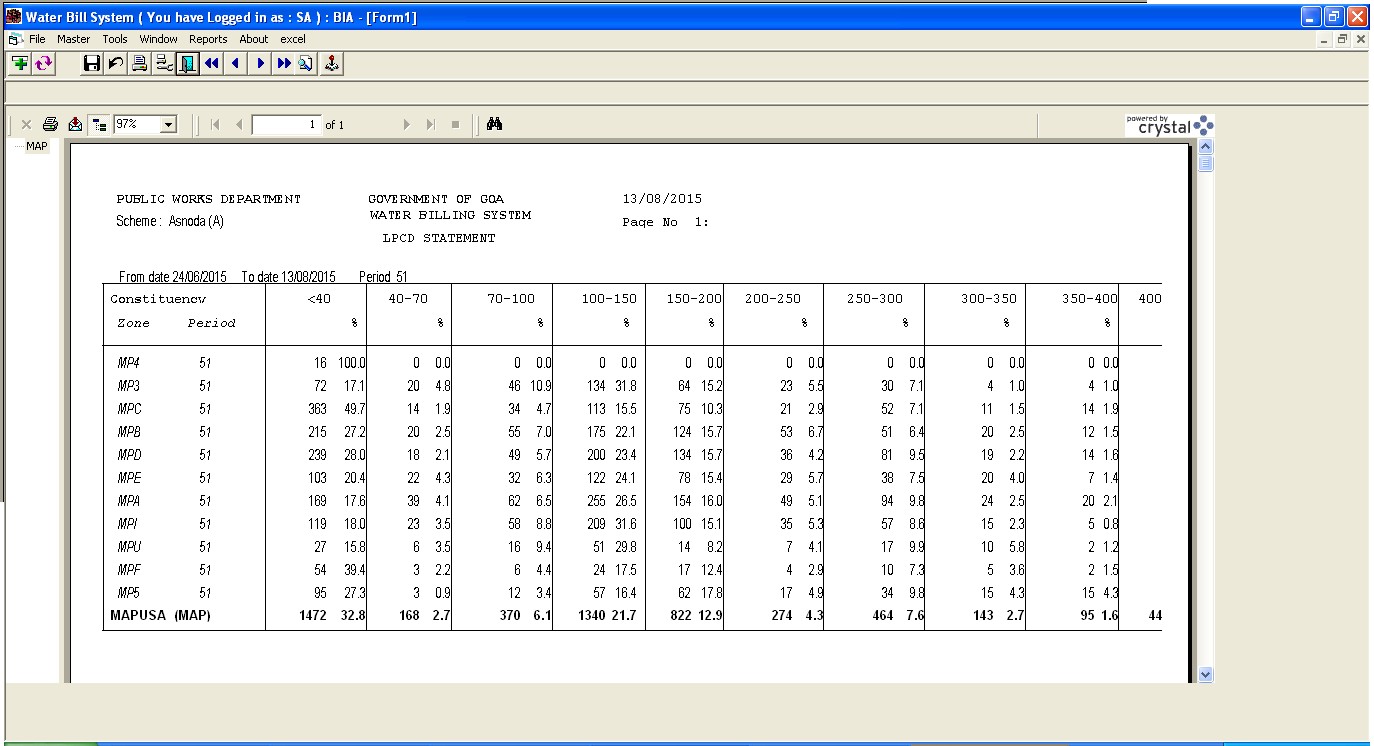 Water Bill System ( You have Logged in as : SA ) : BIA - [Form1]
File Master Tools Window Reports About excel
97% 1 of 1
powered by
crystal
MAP
PUBLIC WORKS DEPARTMENT GOVERNMENT OF GOA 13/08/2015
Scheme : Asnoda (A) WATER BILLING SYSTEM Page No 1:
LPCD STATEMENT
From date 24/06/2015 To date 13/08/2015 Period 51
Constituency <40 40-70 70-100 100-150 150-200 200-250 250-300 300-350 350-400 400
Zone Period % % % % % % % % %
MP4 51 16 100.0 0 0.0 0 0.0 0 0.0 0 0.0 0 0.0 0 0.0 0 0.0 0 0.0
MP3 51 72 17.1 20 4.8 46 10.9 134 31.8 64 15.2 23 5.5 30 7.1 4 1.0 4 1.0
MPC 51 363 49.7 14 1.9 34 4.7 113 15.5 75 10.3 21 2.9 52 7.1 11 1.5 14 1.9
MPB 51 215 27.2 20 2.5 55 7.0 175 22.1 124 15.7 53 6.7 51 6.4 20 2.5 12 1.5
MPD 51 239 28.0 18 2.1 49 5.7 200 23.4 134 15.7 36 4.2 81 9.5 19 2.2 14 1.6
MPE 51 103 20.4 22 4.3 32 6.3 122 24.1 78 15.4 29 5.7 38 7.5 20 4.0 7 1.4
MPA 51 169 17.6 39 4.1 62 6.5 255 26.5 154 16.0 49 5.1 94 9.8 24 2.5 20 2.1
MPI 51 119 18.0 23 3.5 58 8.8 209 31.6 100 15.1 35 5.3 57 8.6 15 2.3 5 0.8
MPU 51 27 15.8 6 3.5 16 9.4 51 29.8 14 8.2 7 4.1 17 9.9 10 5.8 2 1.2
MPF 51 54 39.4 3 2.2 6 4.4 24 17.5 17 12.4 4 2.9 10 7.3 5 3.6 2 1.5
MP5 51 95 27.3 3 0.9 12 3.4 57 16.4 62 17.8 17 4.9 34 9.8 15 4.3 15 4.3
MAPUSA (MAP) 1472 32.8 168 2.7 370 6.1 1340 21.7 822 12.9 274 4.3 464 7.6 143 2.7 95 1.6 44